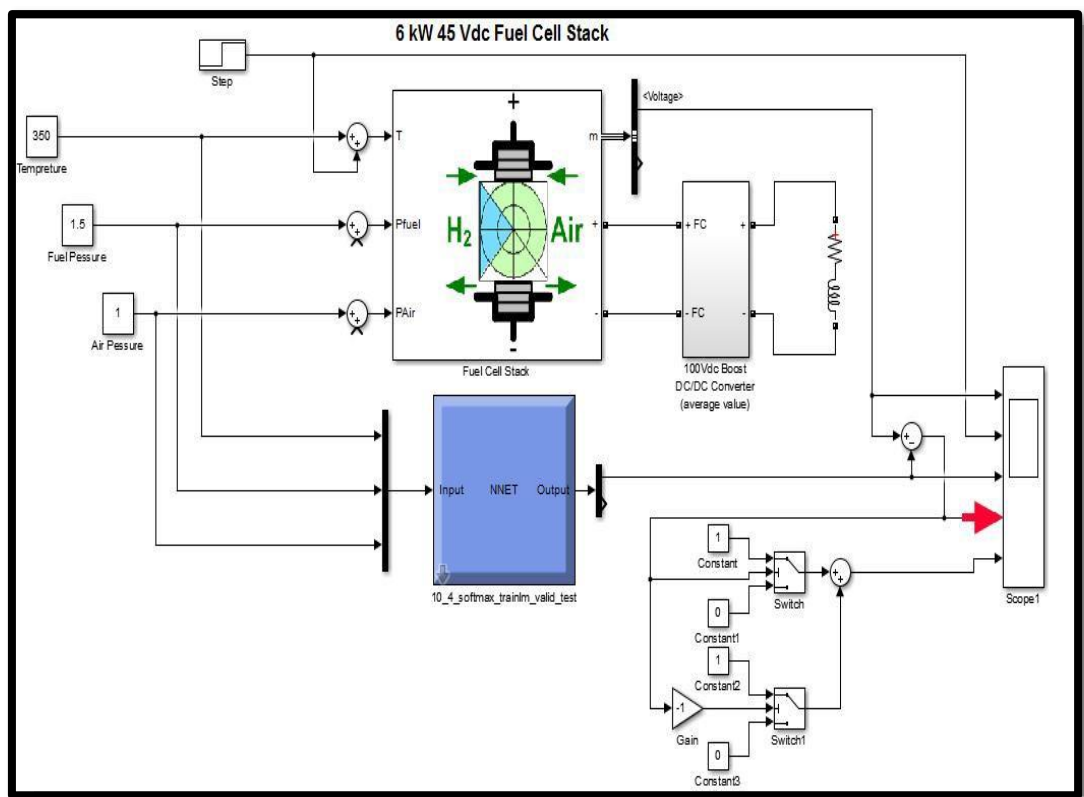 6 kW 45 Vdc Fuel Cell Stack
Step
<Voltage>
350
Tempreture
T
m
1.5
Fuel Pessure
Pfuel
H2
Air
+
+ FC
+
1
Air Pessure
PAir
-
- FC
-
+
-
Fuel Cell Stack
100Vdc Boost
DC/DC Converter
(average value)
Input
NNET
Output
10_4_softmax_trainlm_valid_test
1
Constant
Switch
0
Constant1
Scope1
1
Constant2
-1
Gain
Switch1
0
Constant3